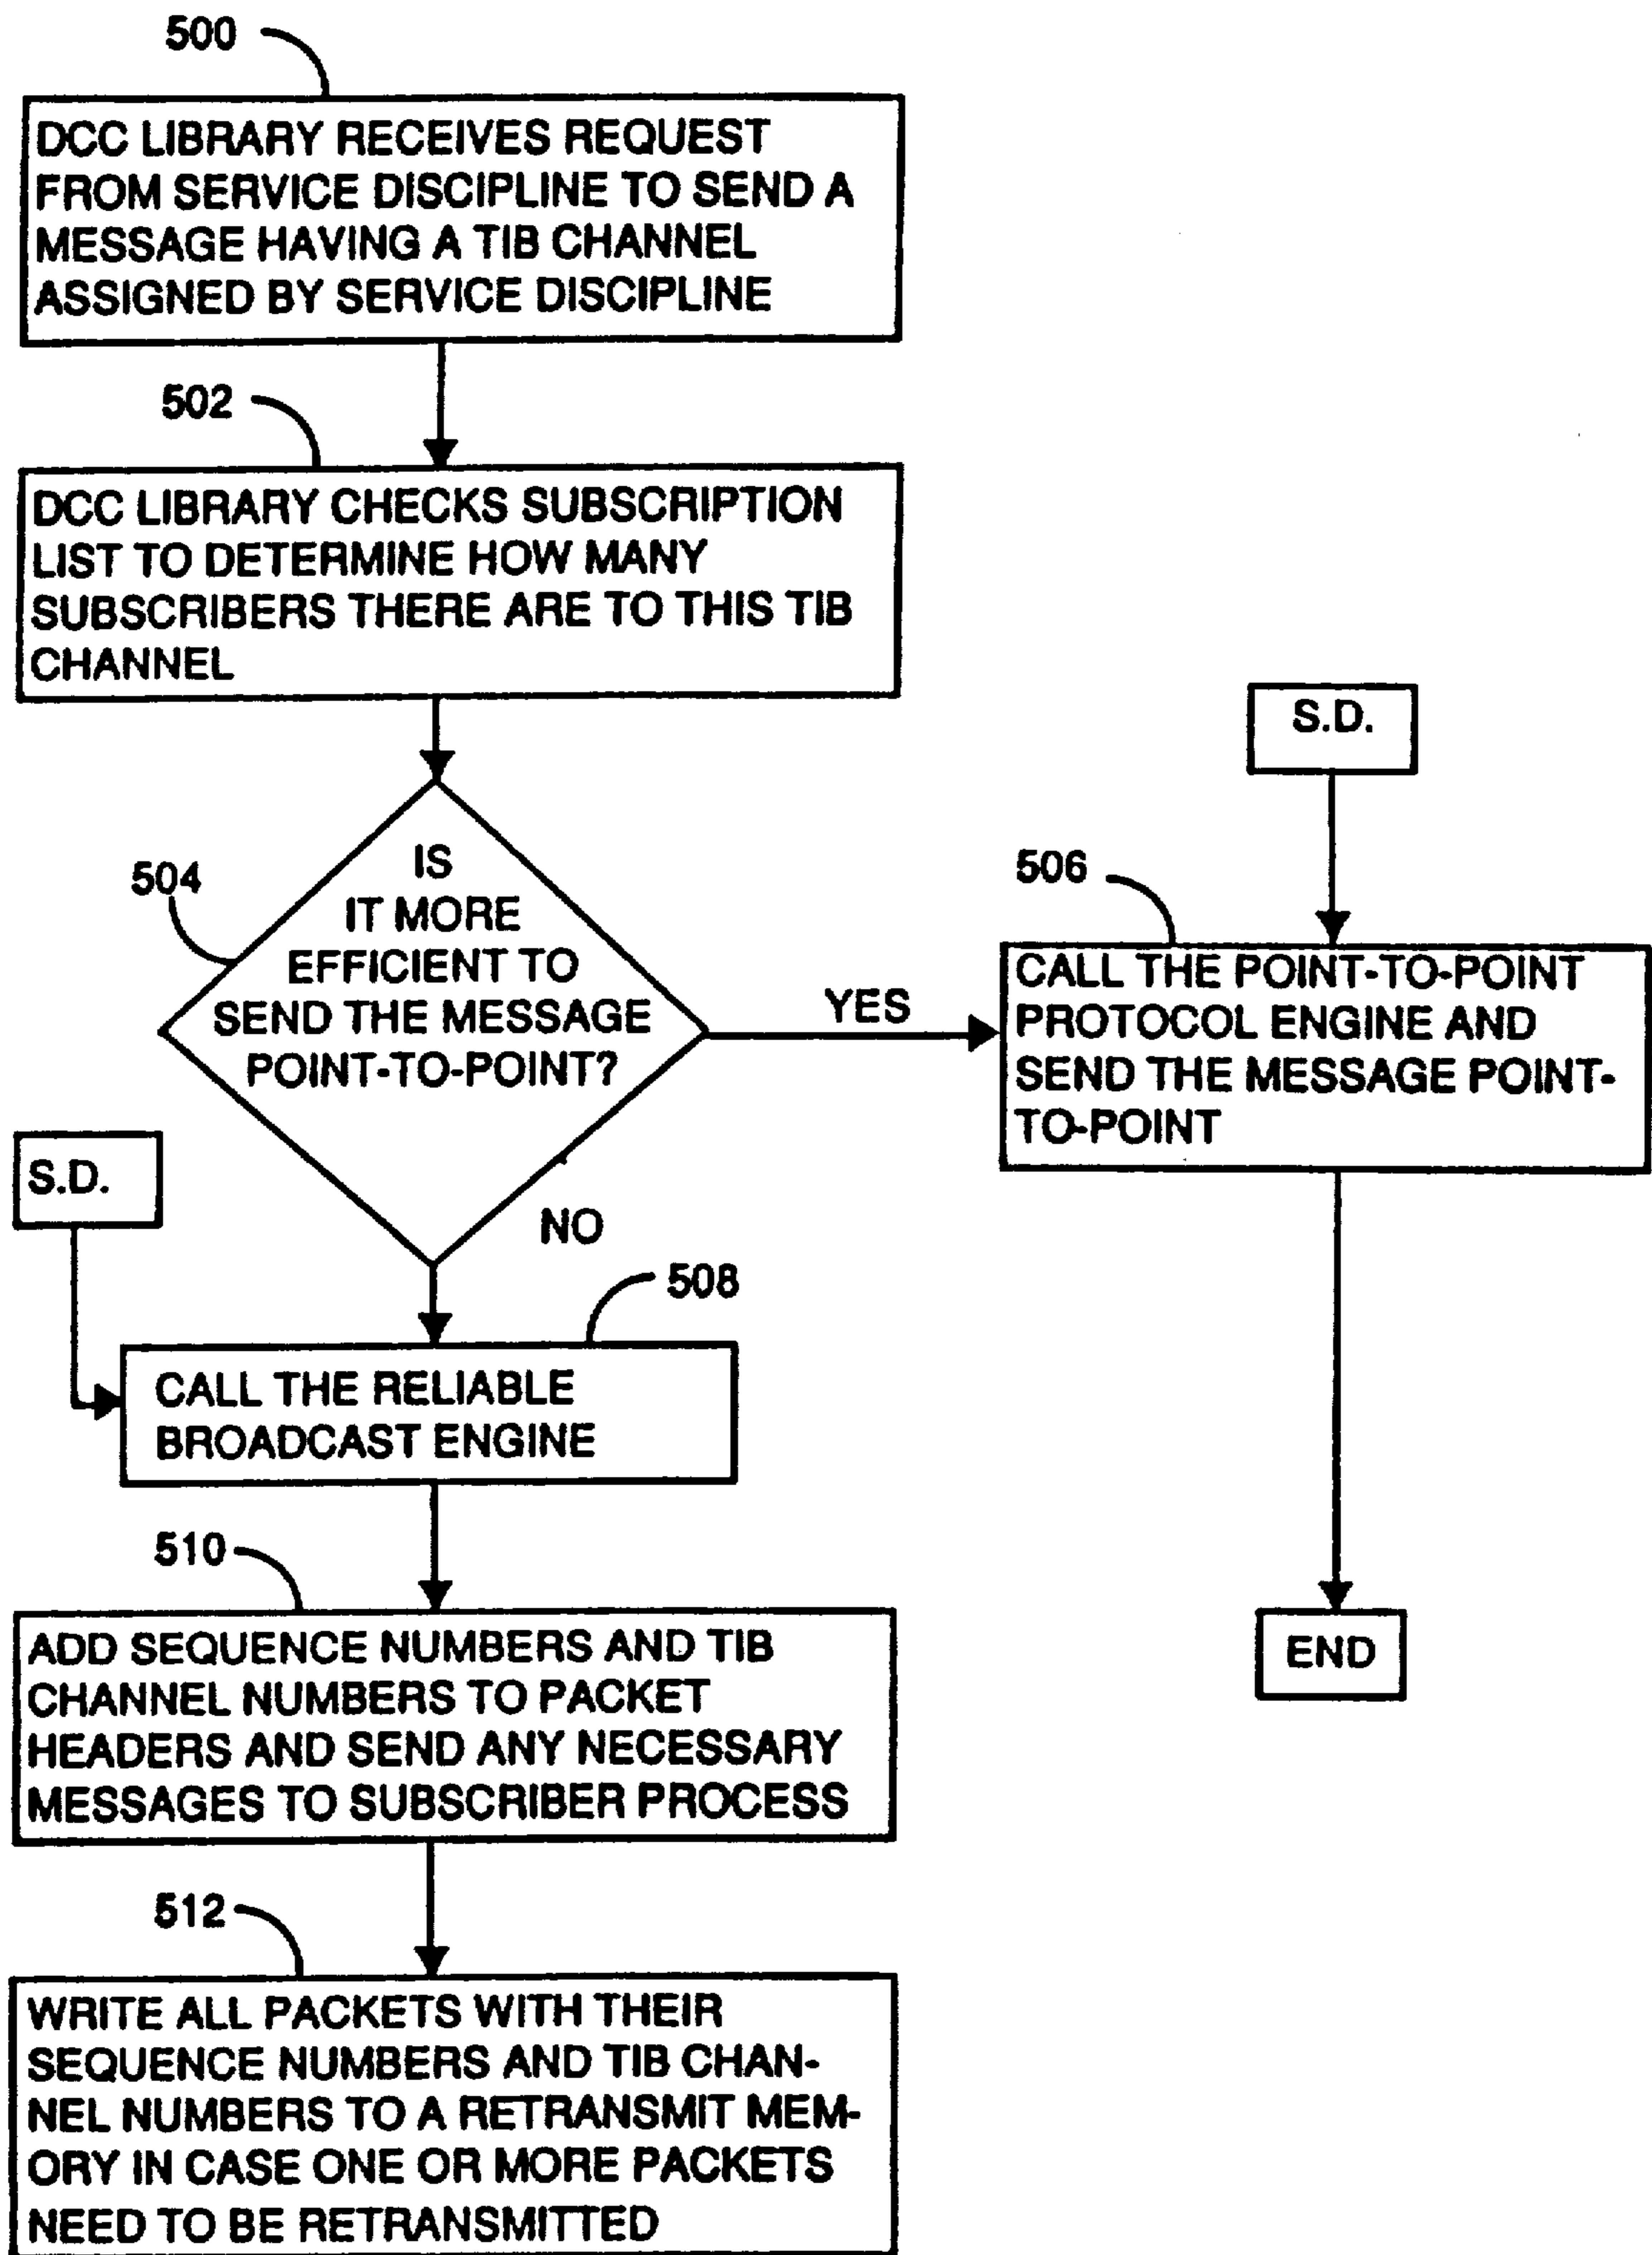 500
DCC LIBRARY RECEIVES REQUEST
FROM SERVICE DISCIPLINE TO SEND A
MESSAGE HAVING A TIB CHANNEL
ASSIGNED BY SERVICE DISCIPLINE
502
DCC LIBRARY CHECKS SUBSCRIPTION
LIST TO DETERMINE HOW MANY
SUBSCRIBERS THERE ARE TO THIS TIB
CHANNEL
504
IS
IT MORE
EFFICIENT TO
SEND THE MESSAGE
POINT-TO-POINT?
YES
S.D.
506
CALL THE POINT-TO-POINT
PROTOCOL ENGINE AND
SEND THE MESSAGE POINT-
TO-POINT
END
S.D.
NO
508
CALL THE RELIABLE
BROADCAST ENGINE
510
ADD SEQUENCE NUMBERS AND TIB
CHANNEL NUMBERS TO PACKET
HEADERS AND SEND ANY NECESSARY
MESSAGES TO SUBSCRIBER PROCESS
512
WRITE ALL PACKETS WITH THEIR
SEQUENCE NUMBERS AND TIB CHAN-
NEL NUMBERS TO A RETRANSMIT MEM-
ORY IN CASE ONE OR MORE PACKETS
NEED TO BE RETRANSMITTED